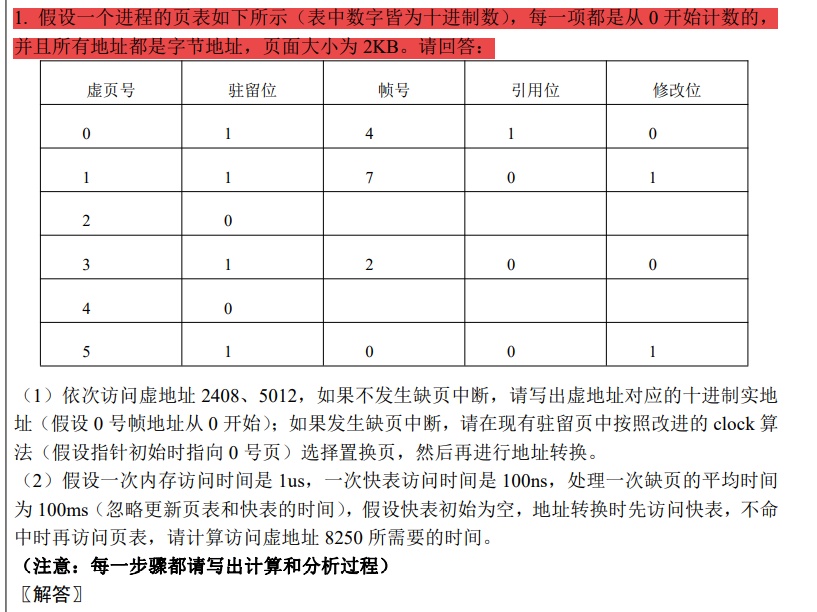 1. 假设一个进程的页表如下所示（表中数字皆为十进制数），每一项都是从 0 开始计数的，
并且所有地址都是字节地址，页面大小为 2KB。请回答：
虚页号 驻留位 帧号 引用位 修改位
0 1 4 1 0
1 1 7 0 1
2 0
3 1 2 0 0
4 0
5 1 0 0 1
（1）依次访问虚地址 2408、5012，如果不发生缺页中断，请写出虚地址对应的十进制实地
址（假设 0 号帧地址从 0 开始）；如果发生缺页中断，请在现有驻留页中按照改进的 clock 算
法（假设指针初始时指向 0 号页）选择置换页，然后再进行地址转换。
（2）假设一次内存访问时间是 1us，一次快表访问时间是 100ns，处理一次缺页的平均时间
为 100ms（忽略更新页表和快表的时间），假设快表初始为空，地址转换时先访问快表，不命
中时再访问页表，请计算访问虚地址 8250 所需要的时间。
（注意：每一步骤都请写出计算和分析过程）
〖解答〗